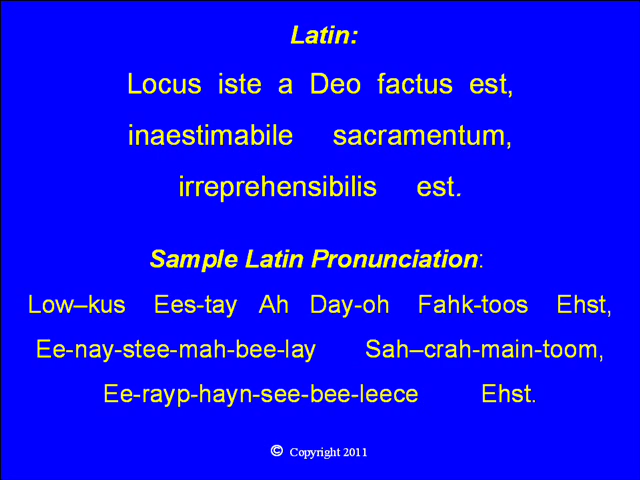 Latin:
Locus iste a Deo factus est,
inaestimabile sacramentum,
irreprehensibilis est.
Sample Latin Pronunciation:
Low–kus Ees-tay Ah Day-oh Fahk-toos Ehst,
Ee-nay-stee-mah-bee-lay Sah–crah-main-toom,
Ee-rayp-hayn-see-bee-leece Ehst.
© Copyright 2011